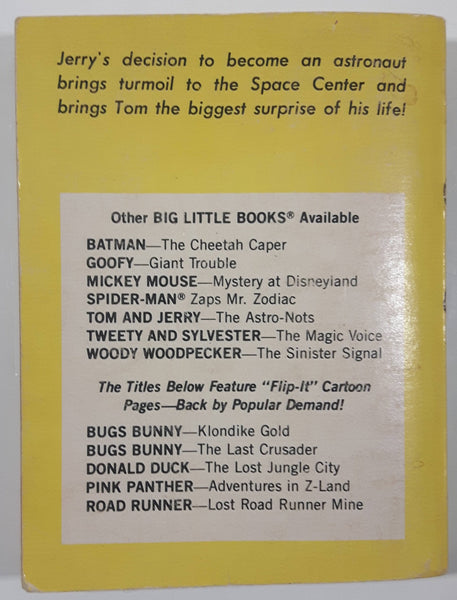 Jerry's decision to become an astronaut
brings turmoil to the Space Center and
brings Tom the biggest surprise of his life!
Other BIG LITTLE BOOKS® Available
BATMAN—The Cheetah Caper
GOOFY—Giant Trouble
MICKEY MOUSE—Mystery at Disneyland
SPIDER-MAN® Zaps Mr. Zodiac
TOM AND JERRY—The Astro-Nots
TWEETY AND SYLVESTER—The Magic Voice
WOODY WOODPECKER—The Sinister Signal
The Titles Below Feature "Flip-It" Cartoon
Pages—Back by Popular Demand!
BUGS BUNNY—Klondike Gold
BUGS BUNNY—The Last Crusader
DONALD DUCK—The Lost Jungle City
PINK PANTHER—Adventures in Z-Land
ROAD RUNNER—Lost Road Runner Mine